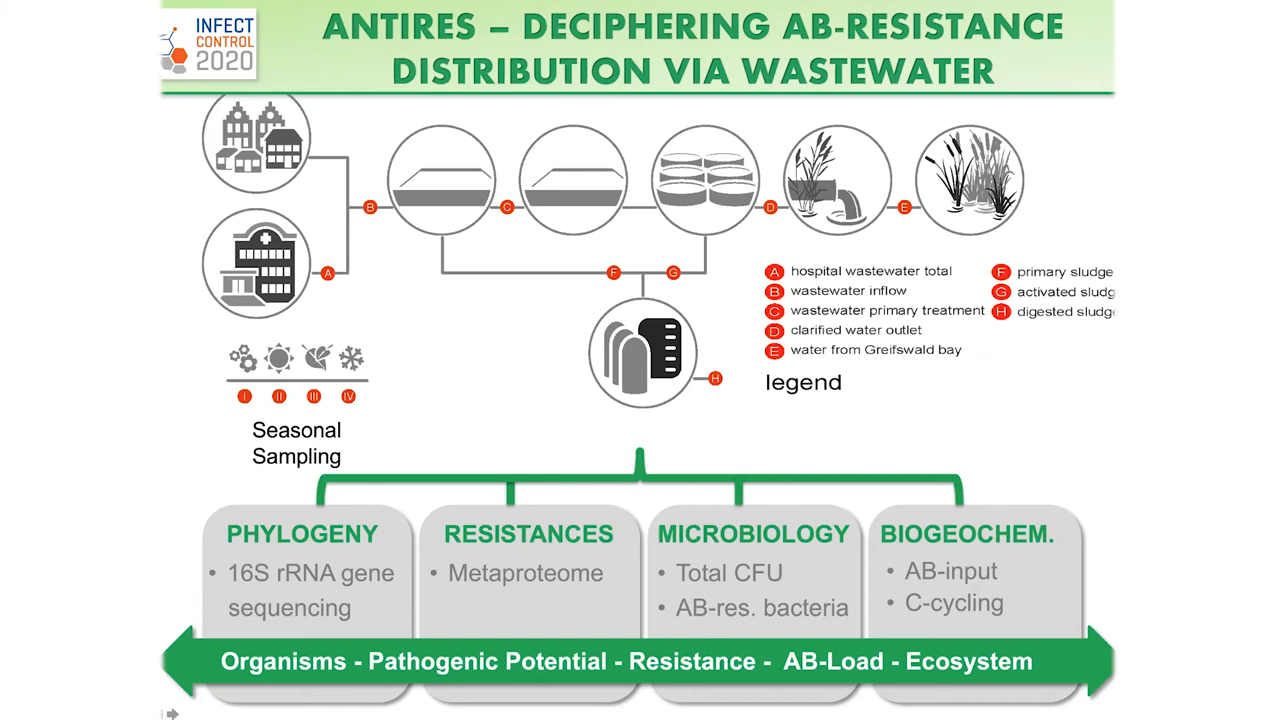 INFECT
CONTROL
2020
ANTIRES – DECIPHERING AB-RESISTANCE
DISTRIBUTION VIA WASTEWATER
B
C
D
E
A
F
G
H
A hospital wastewater total
B wastewater inflow
C wastewater primary treatment
D clarified water outlet
E water from Greifswald bay
F primary sludge
G activated sludg
H digested sludge
legend
I II III IV
Seasonal
Sampling
PHYLOGENY
• 16S rRNA gene
sequencing
RESISTANCES
• Metaproteome
MICROBIOLOGY
• Total CFU
• AB-res. bacteria
BIOGEOCHEM.
• AB-input
• C-cycling
Organisms - Pathogenic Potential - Resistance - AB-Load - Ecosystem